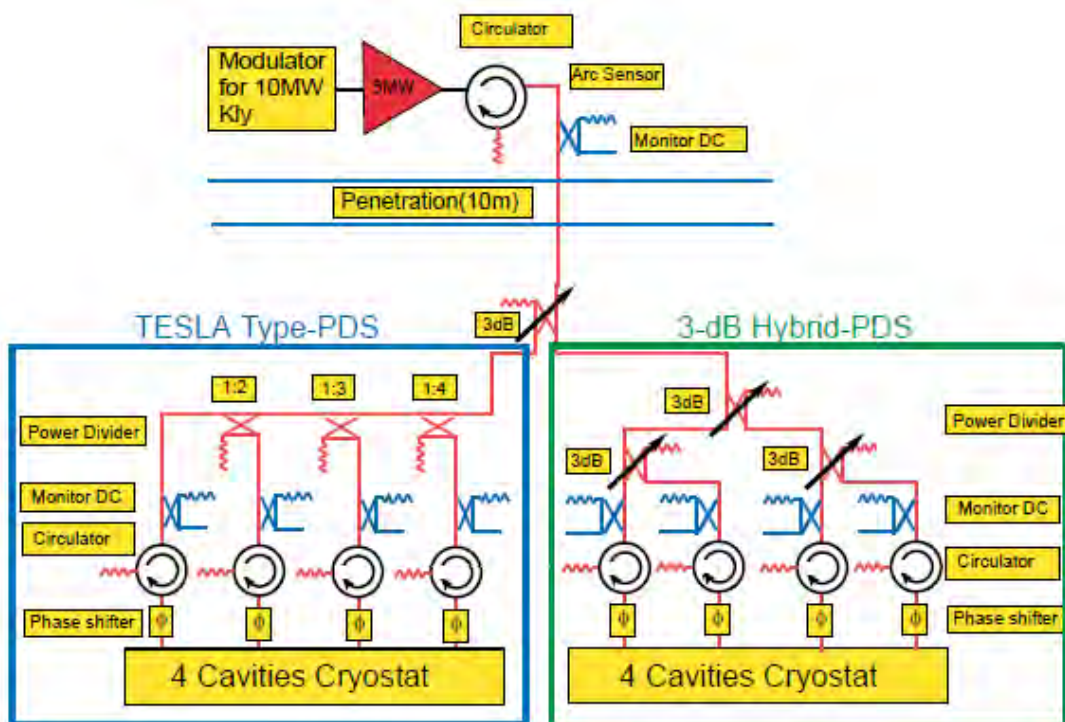 Circulator
Modulator
for 10MW
Kly
5MW
Arc Sensor
Monitor DC
Penetration(10m)
3dB
TESLA Type-PDS
3-dB Hybrid-PDS
1:2
1:3
1:4
Power Divider
Monitor DC
Circulator
Phase shifter
Φ
Φ
Φ
Φ
4 Cavities Cryostat
3dB
3dB
3dB
Power Divider
Monitor DC
Circulator
Phase shifter
Φ
Φ
Φ
Φ
4 Cavities Cryostat